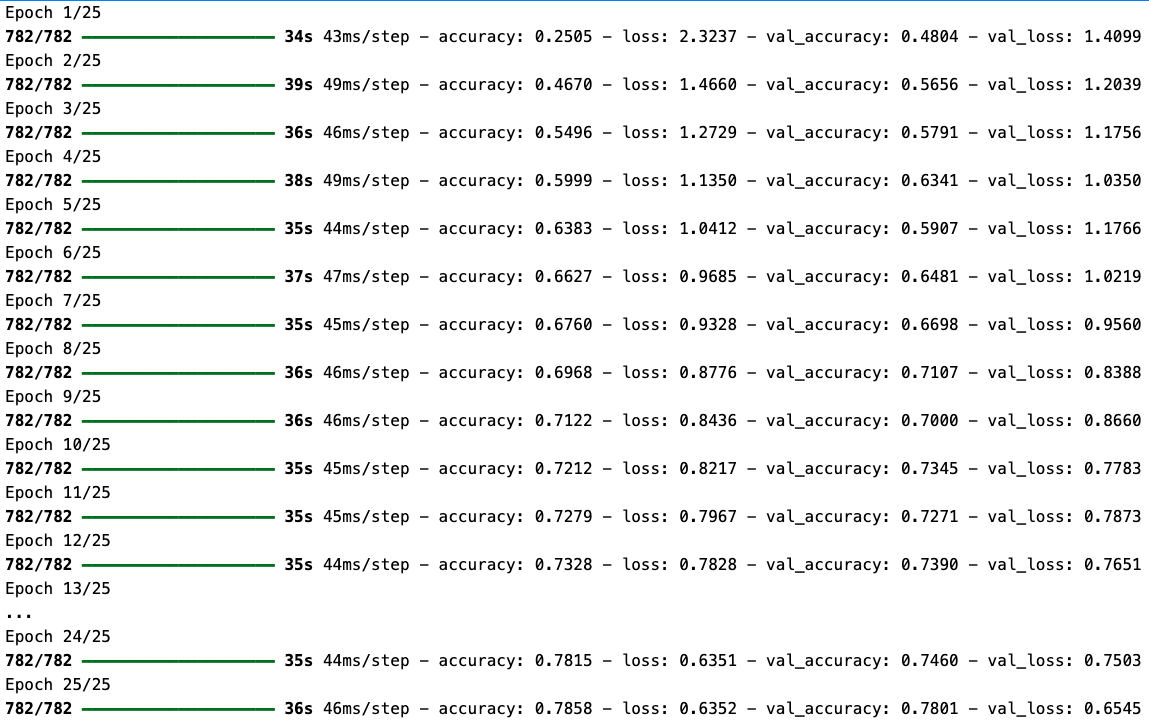 Epoch 1/25
782/782 ━━━━━━━━━━━━━━━━━━━━ 34s 43ms/step - accuracy: 0.2505 - loss: 2.3237 - val_accuracy: 0.4804 - val_loss: 1.4099
Epoch 2/25
782/782 ━━━━━━━━━━━━━━━━━━━━ 39s 49ms/step - accuracy: 0.4670 - loss: 1.4660 - val_accuracy: 0.5656 - val_loss: 1.2039
Epoch 3/25
782/782 ━━━━━━━━━━━━━━━━━━━━ 36s 46ms/step - accuracy: 0.5496 - loss: 1.2729 - val_accuracy: 0.5791 - val_loss: 1.1756
Epoch 4/25
782/782 ━━━━━━━━━━━━━━━━━━━━ 38s 49ms/step - accuracy: 0.5999 - loss: 1.1350 - val_accuracy: 0.6341 - val_loss: 1.0350
Epoch 5/25
782/782 ━━━━━━━━━━━━━━━━━━━━ 35s 44ms/step - accuracy: 0.6383 - loss: 1.0412 - val_accuracy: 0.5907 - val_loss: 1.1766
Epoch 6/25
782/782 ━━━━━━━━━━━━━━━━━━━━ 37s 47ms/step - accuracy: 0.6627 - loss: 0.9685 - val_accuracy: 0.6481 - val_loss: 1.0219
Epoch 7/25
782/782 ━━━━━━━━━━━━━━━━━━━━ 35s 45ms/step - accuracy: 0.6760 - loss: 0.9328 - val_accuracy: 0.6698 - val_loss: 0.9560
Epoch 8/25
782/782 ━━━━━━━━━━━━━━━━━━━━ 36s 46ms/step - accuracy: 0.6968 - loss: 0.8776 - val_accuracy: 0.7107 - val_loss: 0.8388
Epoch 9/25
782/782 ━━━━━━━━━━━━━━━━━━━━ 36s 46ms/step - accuracy: 0.7122 - loss: 0.8436 - val_accuracy: 0.7000 - val_loss: 0.8660
Epoch 10/25
782/782 ━━━━━━━━━━━━━━━━━━━━ 35s 45ms/step - accuracy: 0.7212 - loss: 0.8217 - val_accuracy: 0.7345 - val_loss: 0.7783
Epoch 11/25
782/782 ━━━━━━━━━━━━━━━━━━━━ 35s 45ms/step - accuracy: 0.7279 - loss: 0.7967 - val_accuracy: 0.7271 - val_loss: 0.7873
Epoch 12/25
782/782 ━━━━━━━━━━━━━━━━━━━━ 35s 44ms/step - accuracy: 0.7328 - loss: 0.7828 - val_accuracy: 0.7390 - val_loss: 0.7651
Epoch 13/25
...
Epoch 24/25
782/782 ━━━━━━━━━━━━━━━━━━━━ 35s 44ms/step - accuracy: 0.7815 - loss: 0.6351 - val_accuracy: 0.7460 - val_loss: 0.7503
Epoch 25/25
782/782 ━━━━━━━━━━━━━━━━━━━━ 36s 46ms/step - accuracy: 0.7858 - loss: 0.6352 - val_accuracy: 0.7801 - val_loss: 0.6545